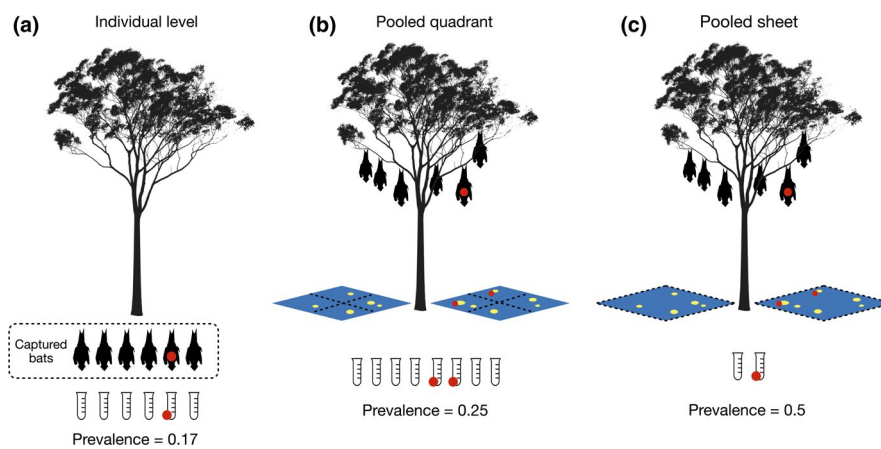 (a) Individual level
(b) Pooled quadrant
(c) Pooled sheet
Captured
bats
Prevalence = 0.17
Prevalence = 0.25
Prevalence = 0.5